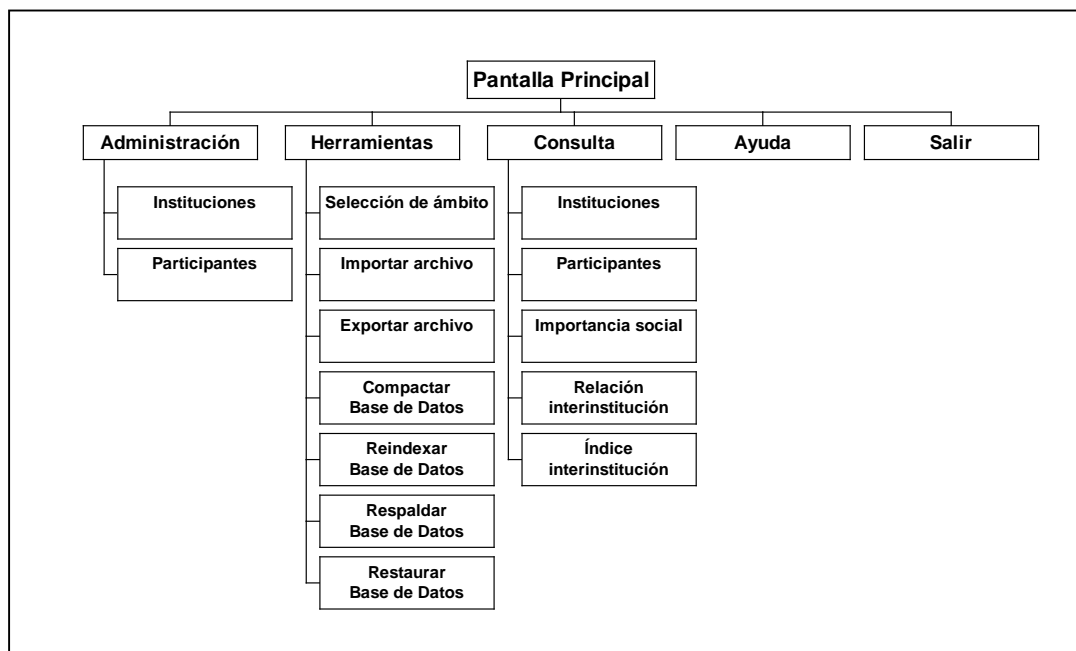 Pantalla Principal
Administración
Herramientas
Consulta
Ayuda
Salir
Instituciones
Participantes
Selección de ámbito
Importar archivo
Exportar archivo
Compactar
Base de Datos
Reindexar
Base de Datos
Respaldar
Base de Datos
Restaurar
Base de Datos
Instituciones
Participantes
Importancia social
Relación
interinstitución
Índice
interinstitución